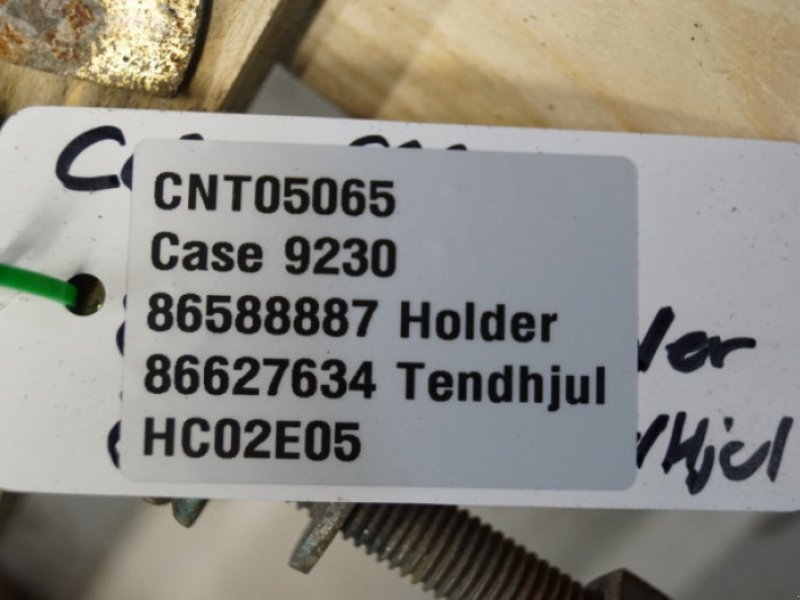 CNT05065
Case 9230
86588887 Holder
86627634 Tendhjul
HC02E05